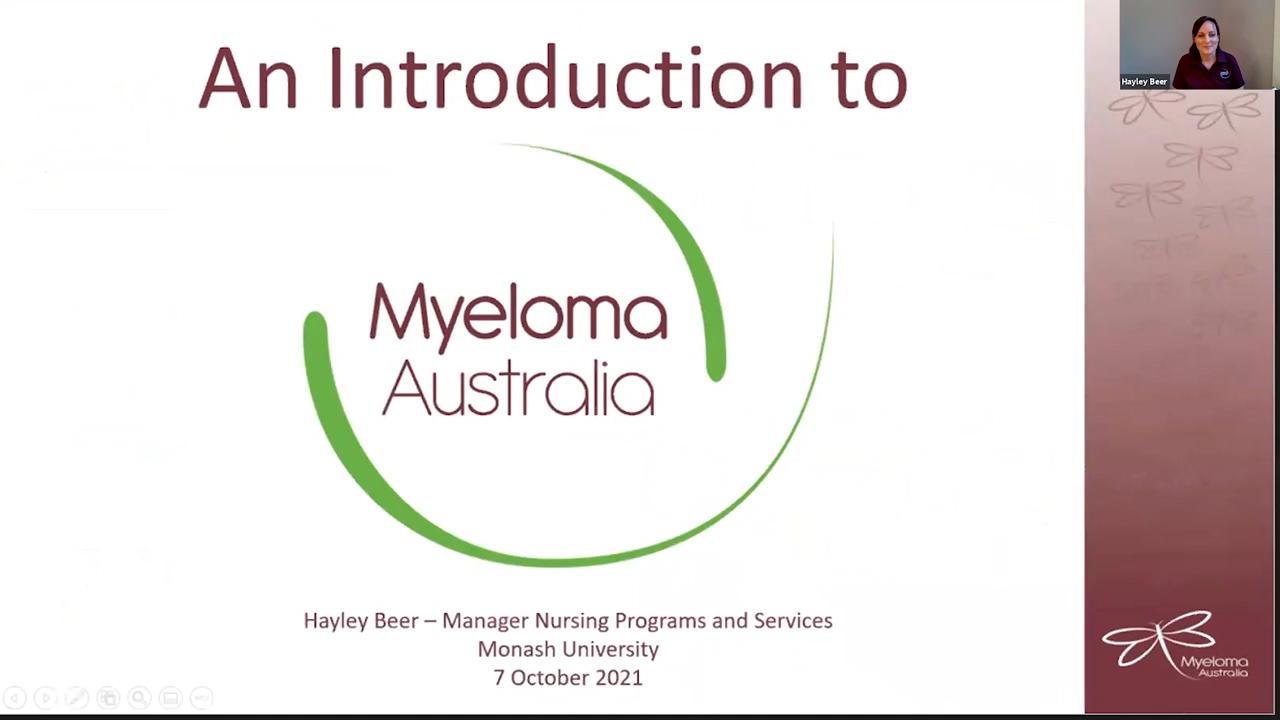 An Introduction to
Myeloma
Australia
Hayley Beer – Manager Nursing Programs and Services
Monash University
7 October 2021
Hayley Beer
Myeloma
Australia